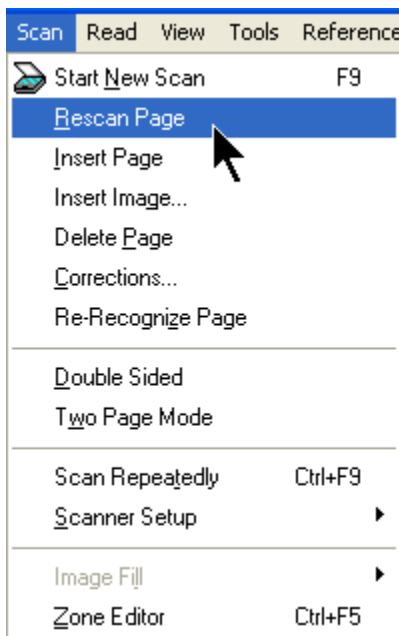 Scan Read View Tools Reference
Start New Scan F9
Rescan Page
Insert Page
Insert Image...
Delete Page
Corrections...
Re-Recognize Page
Double Sided
Two Page Mode
Scan Repeatedly Ctrl+F9
Scanner Setup
Image Fill
Zone Editor Ctrl+F5